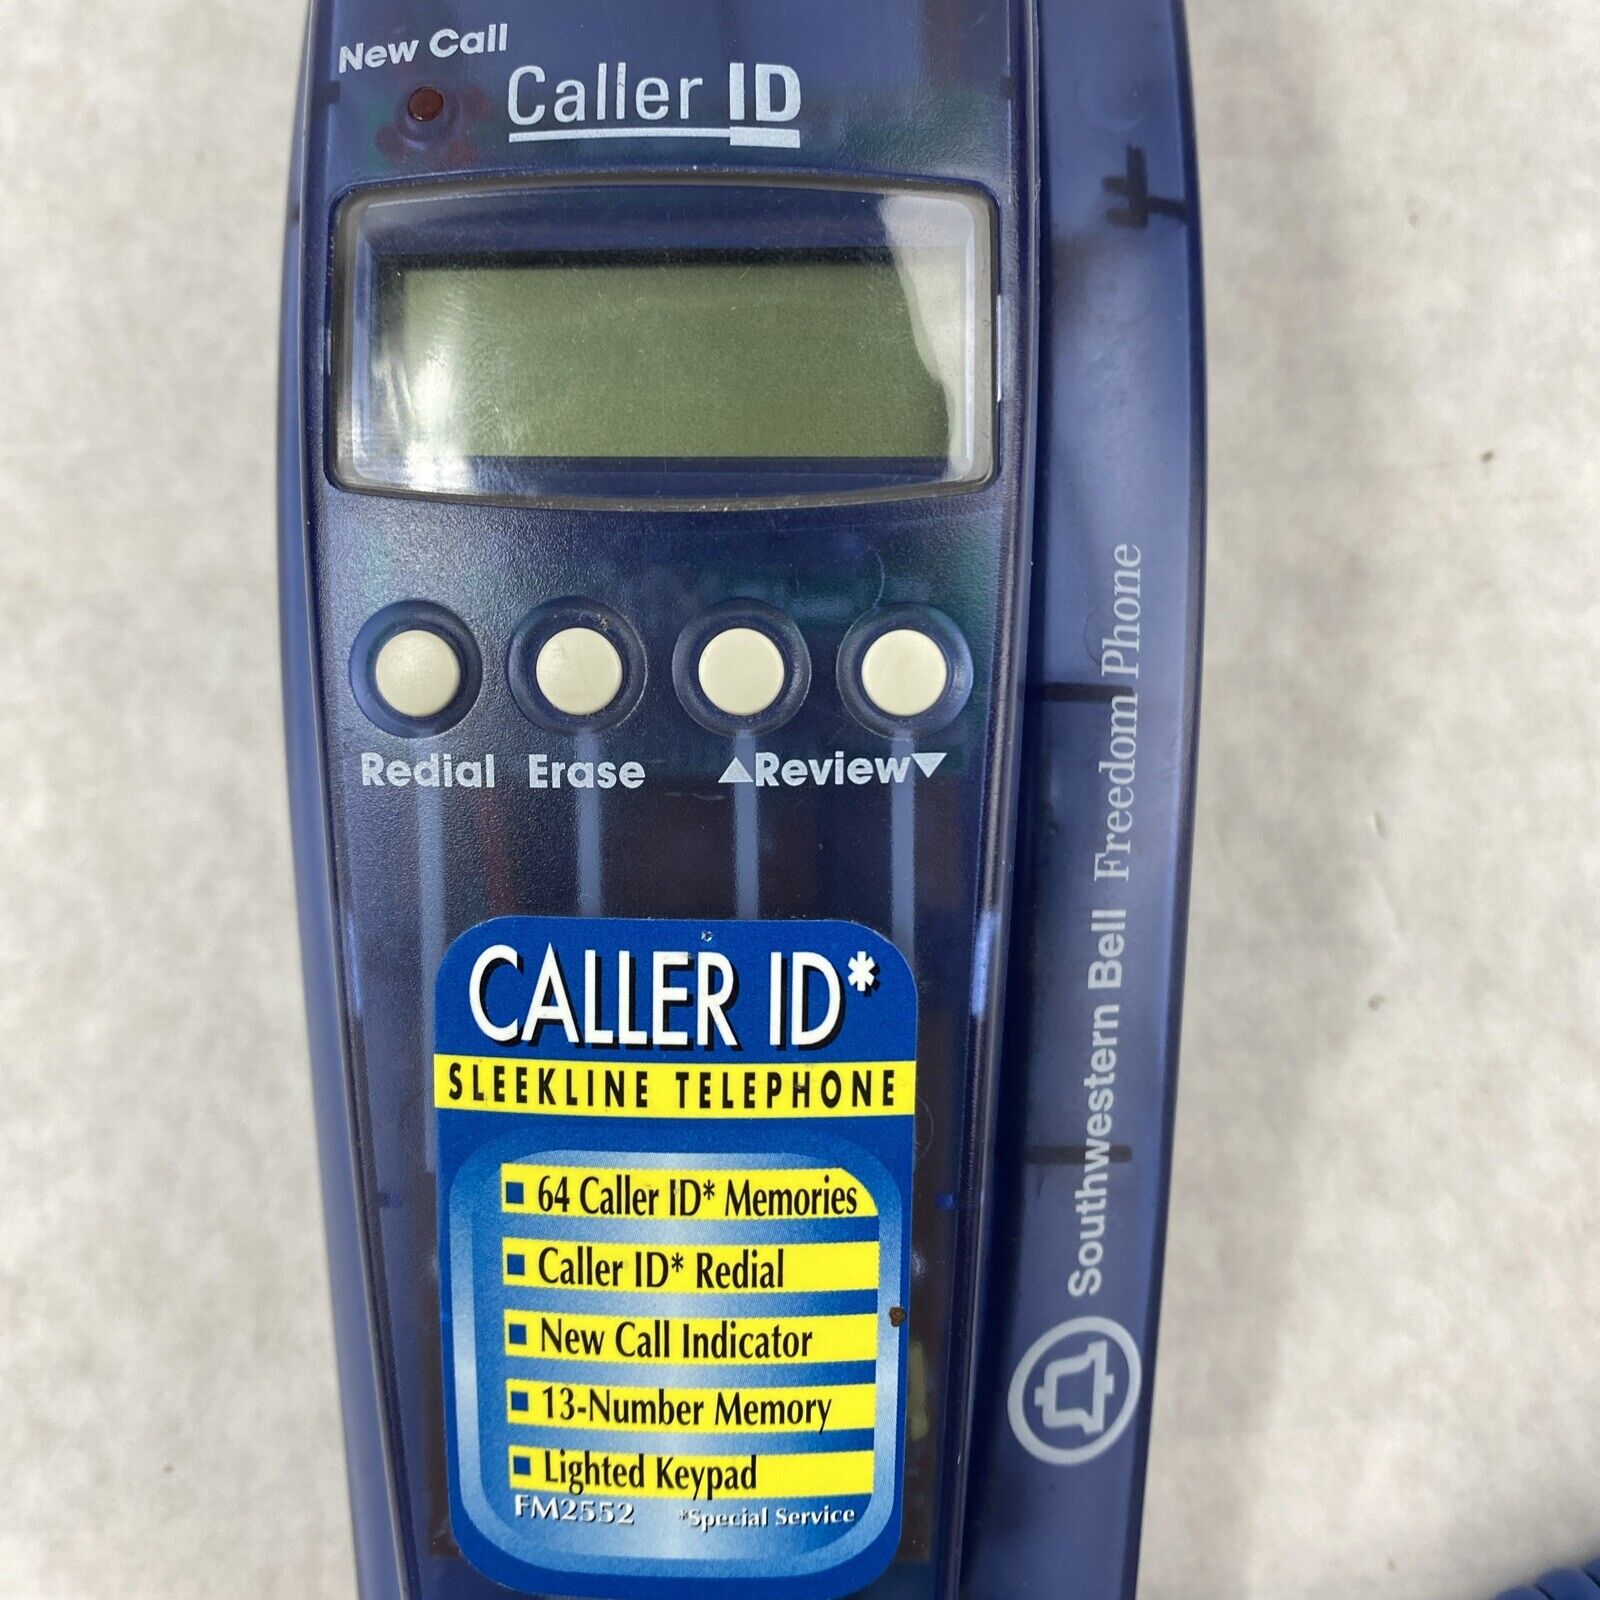 New Call
Caller ID
Redial Erase ▲Review▼
Southwestern Bell Freedom Phone
CALLER ID*
SLEEKLINE TELEPHONE
■ 64 Caller ID* Memories
■ Caller ID* Redial
■ New Call Indicator
■ 13-Number Memory
■ Lighted Keypad
FM2552 *Special Service